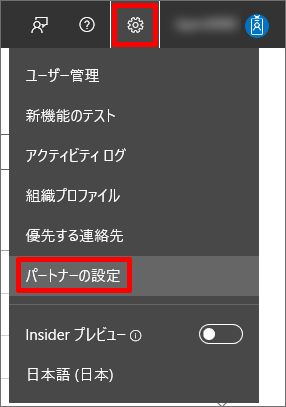 ユーザー管理
新機能のテスト
アクティビティ ログ
組織プロファイル
優先する連絡先
パートナーの設定
Insider プレビュー
日本語 (日本)